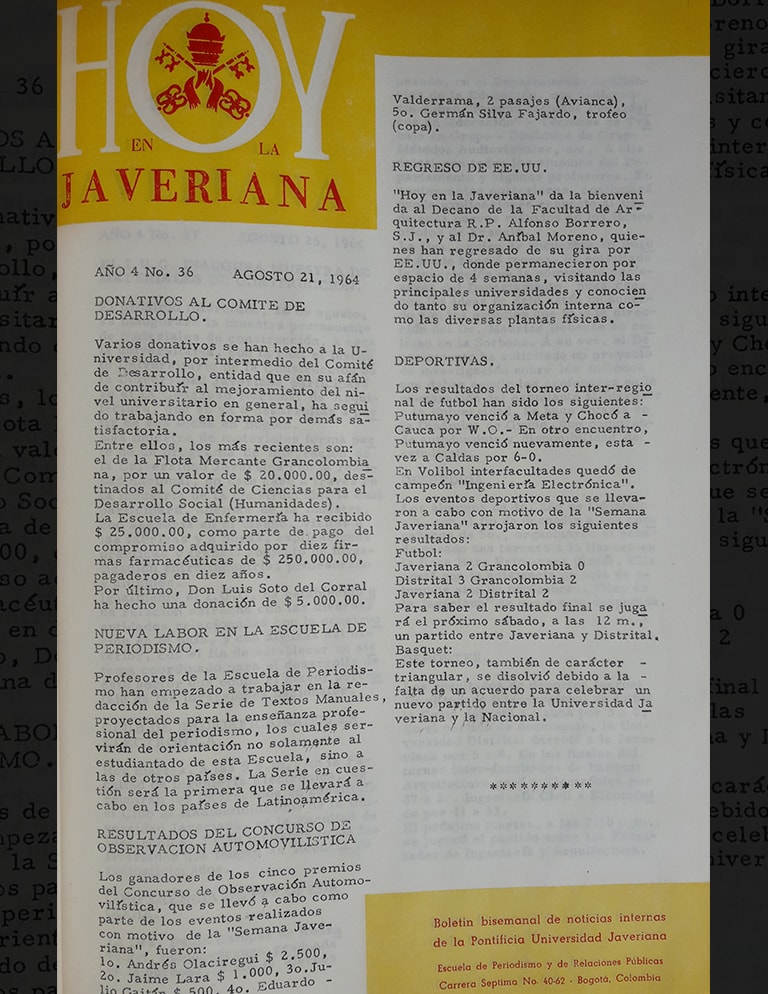 HOY
EN LA
JAVERIANA
AÑO 4 No. 36 AGOSTO 21, 1964
DONATIVOS AL COMITE DE
DESARROLLO.
Varios donativos se han hecho a la U-
niversidad, por intermedio del Comité
de Desarrollo, entidad que en su afán
de contribuír al mejoramiento del ni-
vel universitario en general, ha segui
do trabajando en forma por demás sa-
tisfactoria.
Entre ellos, los más recientes son:
el de la Flota Mercante Grancolombia
na, por un valor de $ 20.000.00, des-
tinados al Comité de Ciencias para el
Desarrollo Social (Humanidades).
La Escuela de Enfermería ha recibido
$ 25.000.00, como parte de pago del
compromiso adquirido por diez fir-
mas farmacéuticas de $ 250.000.00,
pagaderos en diez años.
Por último, Don Luis Soto del Corral
ha hecho una donación de $ 5.000.00.
NUEVA LABOR EN LA ESCUELA DE
PERIODISMO.
Profesores de la Escuela de Periodis-
mo han empezado a trabajar en la re-
dacción de la Serie de Textos Manuales,
proyectados para la enseñanza profe-
sional del periodismo, los cuales ser-
virán de orientación no solamente al
estudiantado de esta Escuela, sino a
las de otros países. La Serie en cues-
tión será la primera que se llevará a
cabo en los países de Latinoamérica.
RESULTADOS DEL CONCURSO DE
OBSERVACION AUTOMOVILISTICA
Los ganadores de los cinco premios
del Concurso de Observación Automo-
vilística, que se llevó a cabo como
parte de los eventos realizados
con motivo de la "Semana Jave-
riana", fueron:
1o. Andrés Olaciregui $ 2.500,
2o. Jaime Lara $ 1.000, 3o.Ju-
lio Gaitán $ 500, 4o. Eduardo -
Valderrama, 2 pasajes (Avianca),
5o. Germán Silva Fajardo, trofeo
(copa).
REGRESO DE EE.UU.
"Hoy en la Javeriana" da la bienveni
da al Decano de la Facultad de Ar-
quitectura R.P. Alfonso Borrero,
S.J., y al Dr. Aníbal Moreno, quie-
nes han regresado de su gira por
EE.UU., donde permanecieron por
espacio de 4 semanas, visitando las
principales universidades y conocien
do tanto su organización interna co-
mo las diversas plantas físicas.
DEPORTIVAS.
Los resultados del torneo inter-regio
nal de futbol han sido los siguientes:
Putumayo venció a Meta y Chocó a -
Cauca por W.O.- En otro encuentro,
Putumayo venció nuevamente, esta -
vez a Caldas por 6-0.
En Volibol interfacultades quedó de
campeón "Ingeniería Electrónica".
Los eventos deportivos que se lleva-
ron a cabo con motivo de la "Semana
Javeriana" arrojaron los siguientes
resultados:
Futbol:
Javeriana 2 Grancolombia 0
Distrital 3 Grancolombia 2
Javeriana 2 Distrital 2
Para saber el resultado final se juga
rá el próximo sábado, a las 12 m.,
un partido entre Javeriana y Distrital.
Basquet:
Este torneo, también de carácter -
triangular, se disolvió debido a la -
falta de un acuerdo para celebrar un
nuevo partido entre la Universidad Ja
veriana y la Nacional.
**********
Boletin bisemanal de noticias internas
de la Pontificia Universidad Javeriana
Escuela de Periodismo y de Relaciones Públicas
Carrera Septima No. 40-62 - Bogotá, Colombia